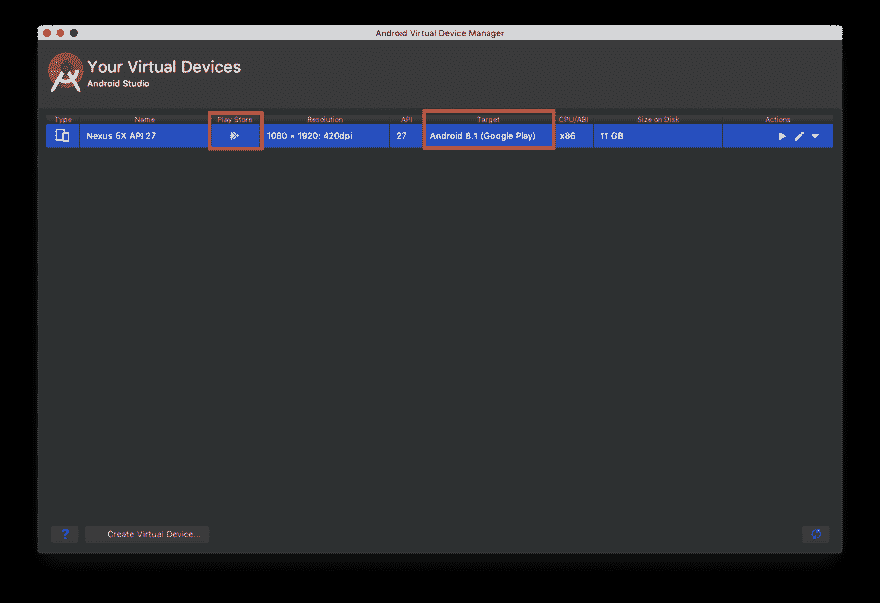 Android Virtual Device Manager
Your Virtual Devices
Android Studio
Type Name Play Store Resolution API Target CPU/ABI Size on Disk Actions
Nexus 5X API 27 1080 × 1920: 420dpi 27 Android 8.1 (Google Play) x86 11 GB
? Create Virtual Device...